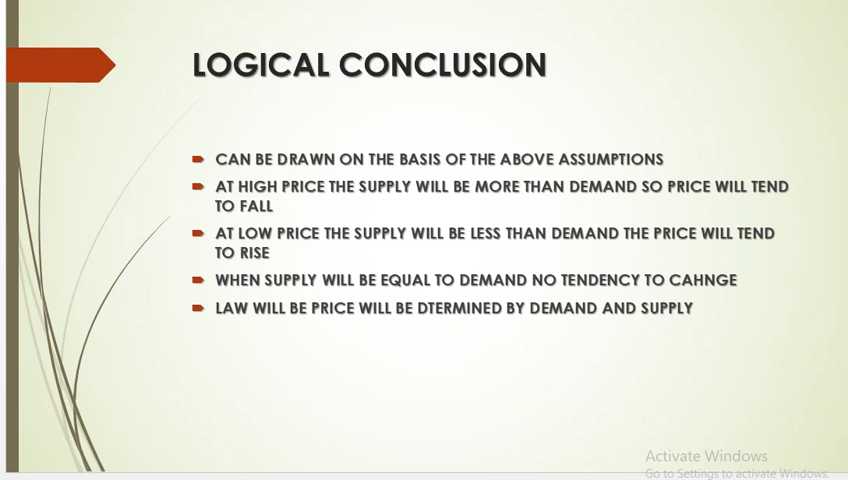 LOGICAL CONCLUSION
CAN BE DRAWN ON THE BASIS OF THE ABOVE ASSUMPTIONS
AT HIGH PRICE THE SUPPLY WILL BE MORE THAN DEMAND SO PRICE WILL TEND
TO FALL
AT LOW PRICE THE SUPPLY WILL BE LESS THAN DEMAND THE PRICE WILL TEND
TO RISE
WHEN SUPPLY WILL BE EQUAL TO DEMAND NO TENDENCY TO CAHNGE
LAW WILL BE PRICE WILL BE DTERMINED BY DEMAND AND SUPPLY
Activate Windows
Go to Settings to activate Windows.